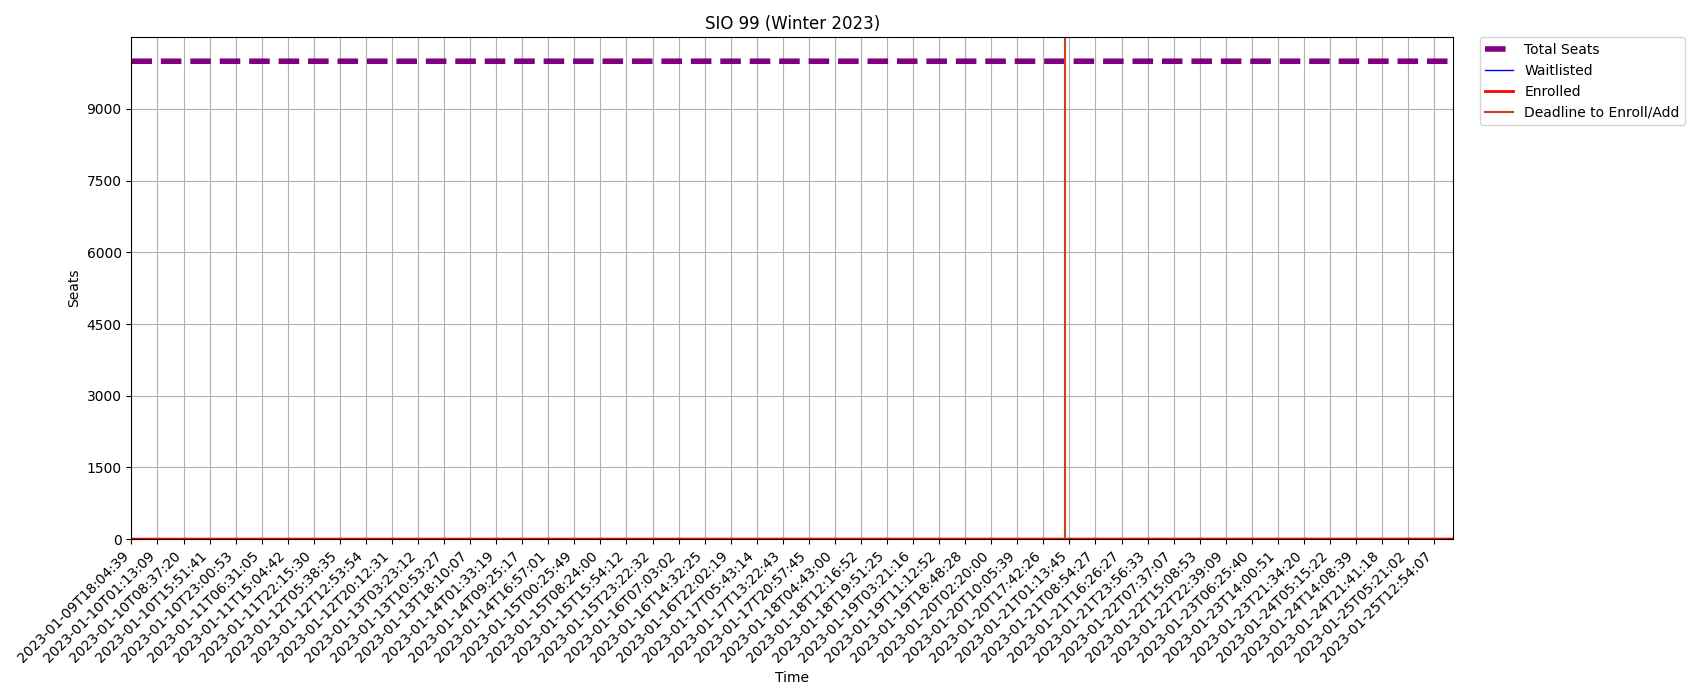 SIO 99 (Winter 2023)
Total Seats
Waitlisted
Enrolled
Deadline to Enroll/Add
Seats
9000
7500
6000
4500
3000
1500
0
2023-01-09T18:04:39
2023-01-10T01:13:09
2023-01-10T08:37:20
2023-01-10T15:51:41
2023-01-10T23:00:53
2023-01-11T06:31:05
2023-01-11T15:04:42
2023-01-11T22:15:30
2023-01-12T05:38:35
2023-01-12T12:53:54
2023-01-12T20:12:31
2023-01-13T03:23:12
2023-01-13T10:53:27
2023-01-13T18:10:07
2023-01-14T01:33:19
2023-01-14T09:25:17
2023-01-14T16:57:01
2023-01-15T00:25:49
2023-01-15T08:24:00
2023-01-15T15:54:12
2023-01-15T23:22:32
2023-01-16T07:03:02
2023-01-16T14:32:25
2023-01-16T22:02:19
2023-01-17T05:43:14
2023-01-17T13:22:43
2023-01-17T20:57:45
2023-01-18T04:43:00
2023-01-18T12:16:52
2023-01-18T19:51:25
2023-01-19T03:21:16
2023-01-19T11:12:52
2023-01-19T18:48:28
2023-01-20T02:20:00
2023-01-20T10:05:39
2023-01-20T17:42:26
2023-01-21T01:13:45
2023-01-21T08:54:27
2023-01-21T16:26:27
2023-01-21T23:56:33
2023-01-22T07:37:07
2023-01-22T15:08:53
2023-01-22T22:39:09
2023-01-23T06:25:40
2023-01-23T14:00:51
2023-01-23T21:34:20
2023-01-24T05:15:22
2023-01-24T14:08:39
2023-01-24T21:41:18
2023-01-25T05:21:02
2023-01-25T12:54:07
Time